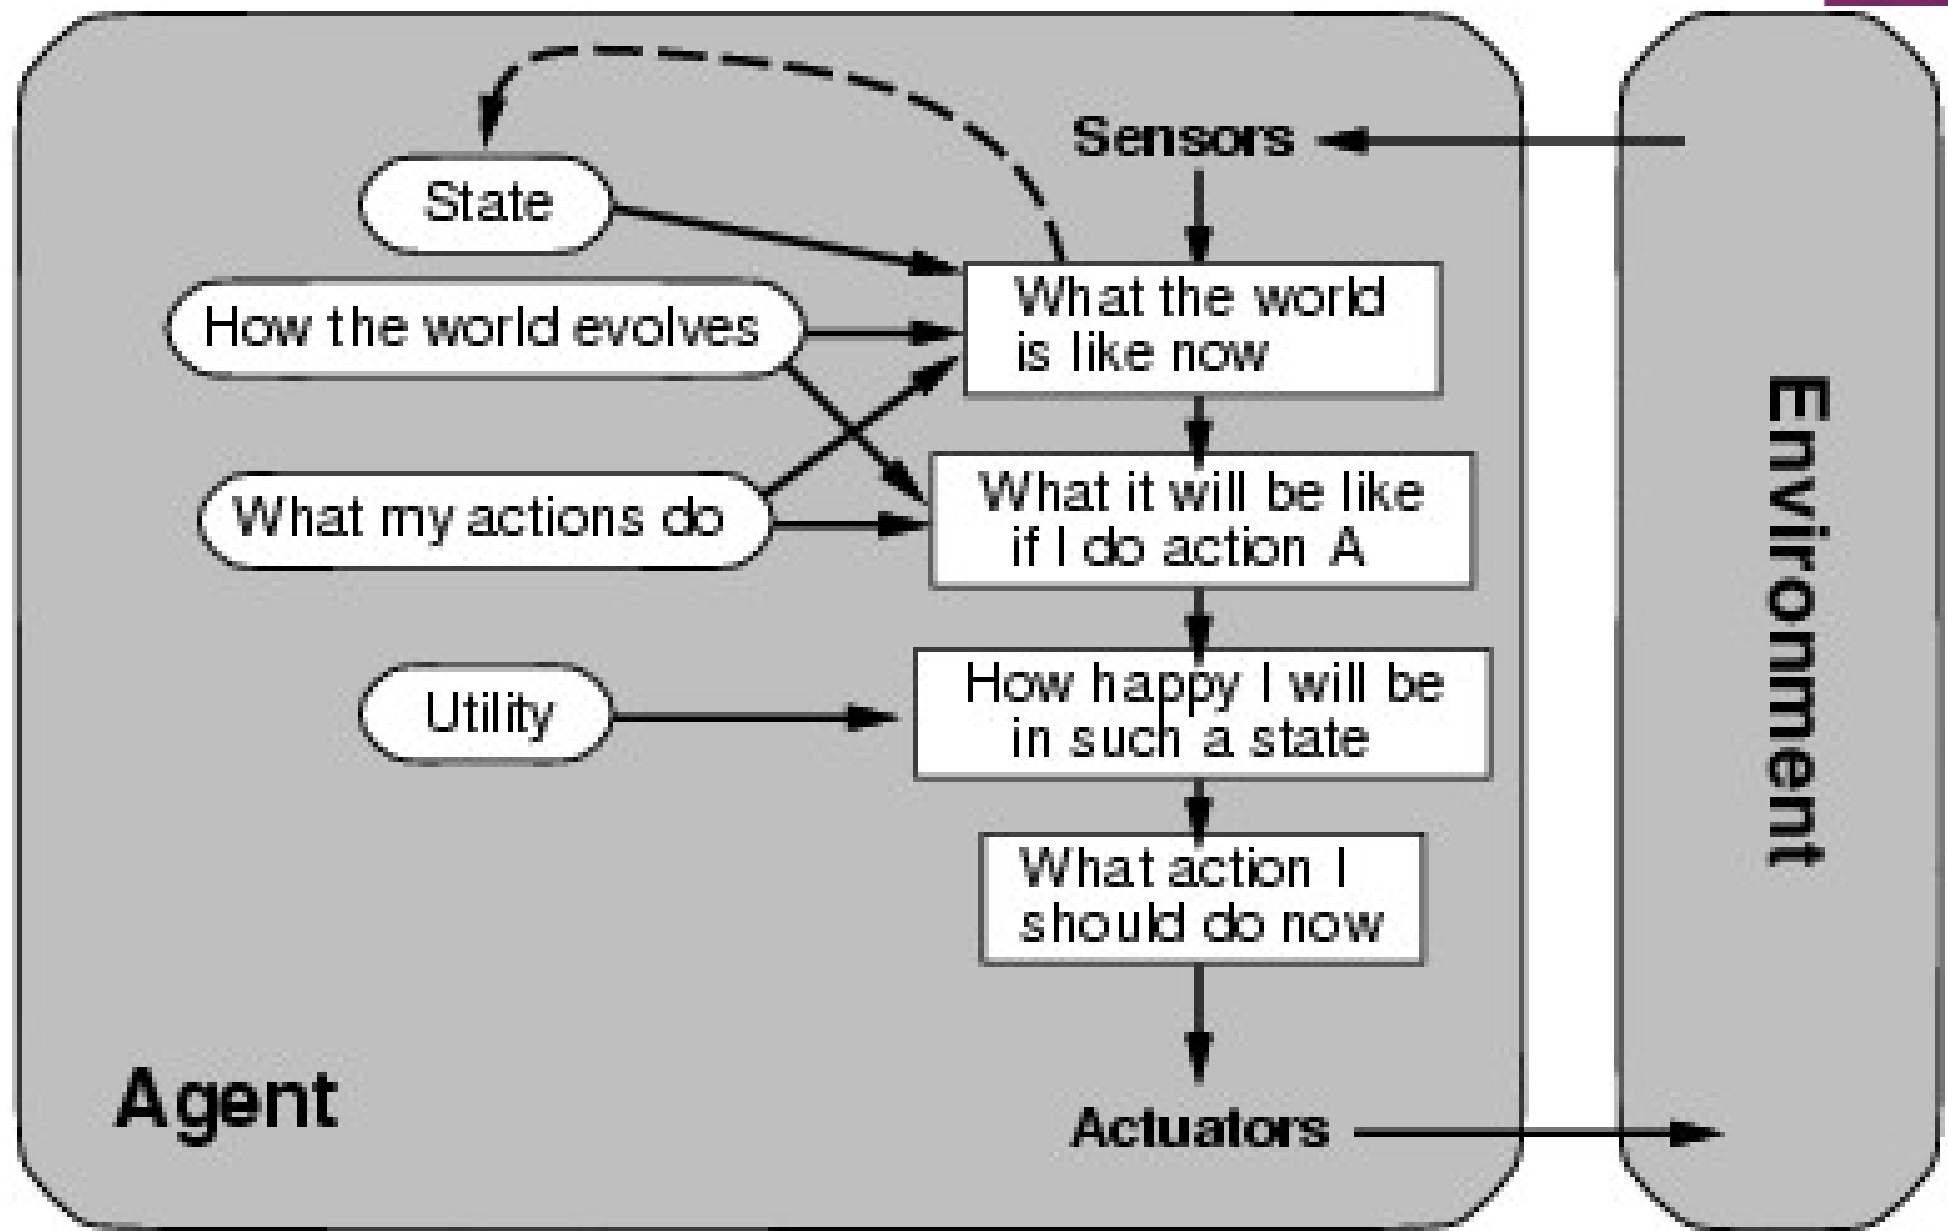 Sensors
State
What the world
is like now
How the world evolves
What my actions do
What it will be like
if I do action A
Utility
How happy I will be
in such a state
What action I
should do now
Agent
Actuators
Environment